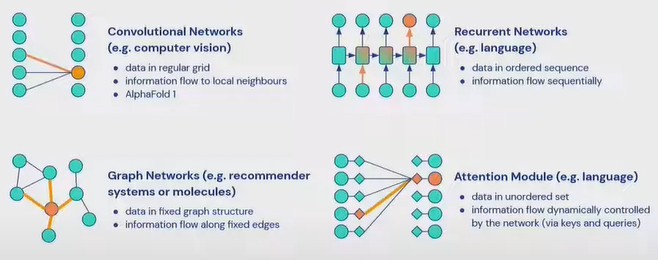 Convolutional Networks
(e.g. computer vision)
• data in regular grid
• information flow to local neighbours
• AlphaFold 1
Recurrent Networks
(e.g. language)
• data in ordered sequence
• information flow sequentially
Graph Networks (e.g. recommender
systems or molecules)
• data in fixed graph structure
• information flow along fixed edges
Attention Module (e.g. language)
• data in unordered set
• information flow dynamically controlled
by the network (via keys and queries)